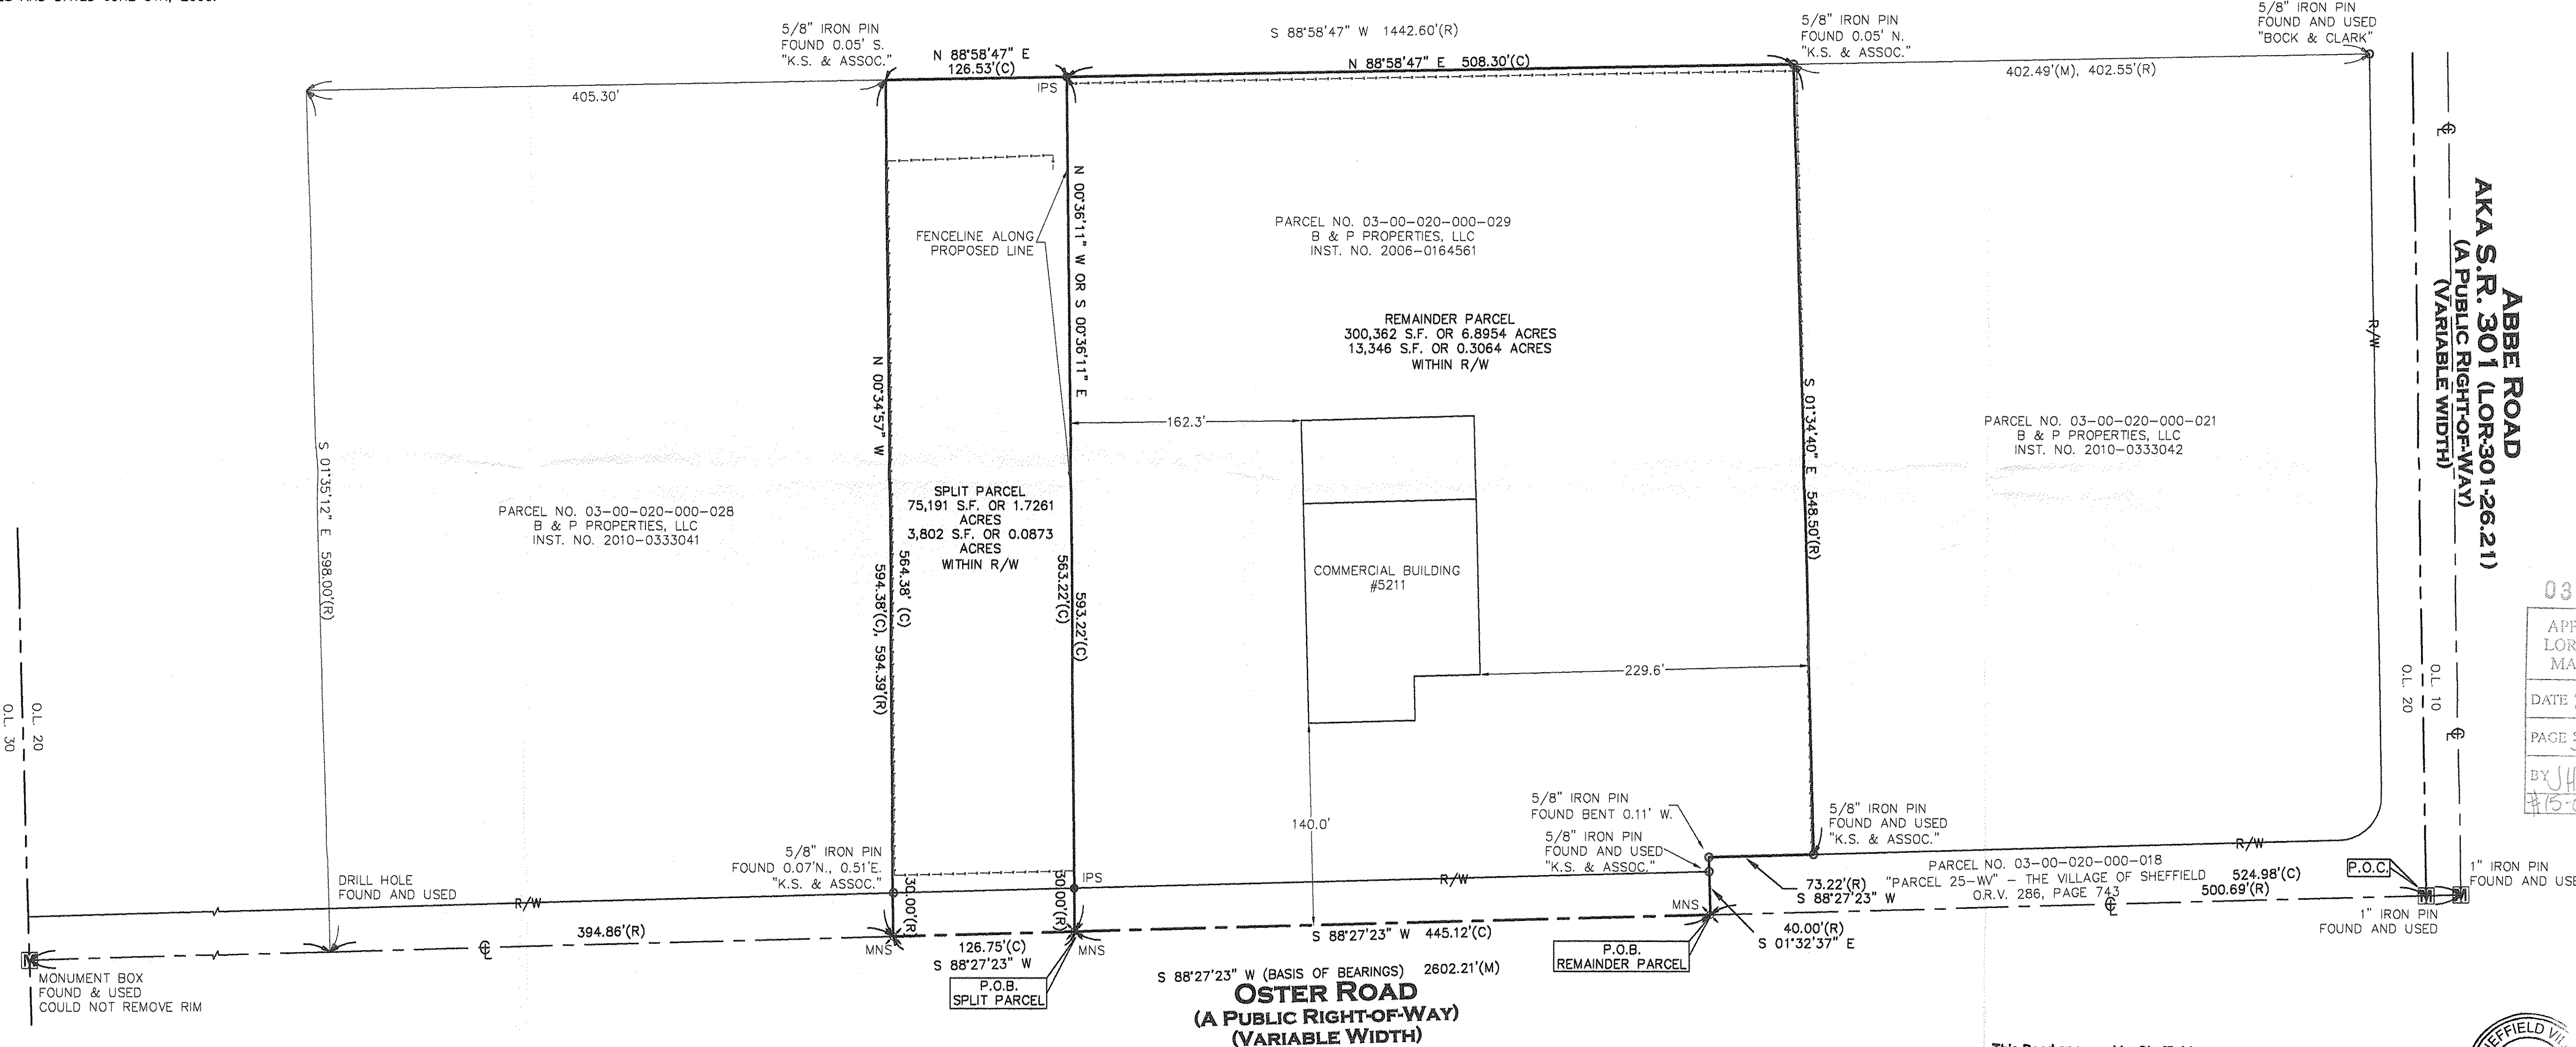 5/8" IRON PIN
FOUND 0.05' S.
"K.S. & ASSOC."
N 88°58'47" E
126.53'(C)
S 88°58'47" W 1442.60'(R)
N 88°58'47" E 508.30'(C)
5/8" IRON PIN
FOUND 0.05' N.
"K.S. & ASSOC."
5/8" IRON PIN
FOUND AND USED
"BOCK & CLARK"
405.30'
IPS
402.49'(M), 402.55'(R)
FENCELINE ALONG
PROPOSED LINE
N 00°36'11" W OR S 00°36'11" E
PARCEL NO. 03-00-020-000-029
B & P PROPERTIES, LLC
INST. NO. 2006-0164561
REMAINDER PARCEL
300,362 S.F. OR 6.8954 ACRES
13,346 S.F. OR 0.3064 ACRES
WITHIN R/W
ABBE ROAD
AKA S.R. 301 (LOR-301-26.21)
(A PUBLIC RIGHT-OF-WAY)
(VARIABLE WIDTH)
R/W
N 00°34'57" W
S 01°34'40" E 548.50'(R)
162.3'
PARCEL NO. 03-00-020-000-021
B & P PROPERTIES, LLC
INST. NO. 2010-0333042
S 01°35'12" E 598.00'(R)
PARCEL NO. 03-00-020-000-028
B & P PROPERTIES, LLC
INST. NO. 2010-0333041
SPLIT PARCEL
75,191 S.F. OR 1.7261
ACRES
3,802 S.F. OR 0.0873
ACRES
WITHIN R/W
564.38' (C)
594.38'(C), 594.39'(R)
563.22'(C)
593.22'(C)
COMMERCIAL BUILDING
#5211
229.6'
140.0'
O.L. 20
O.L. 30
O.L. 10
O.L. 20
03
APP
LOR
MA
DATE
PAGE
BY JH
#15-
5/8" IRON PIN
FOUND BENT 0.11' W.
5/8" IRON PIN
FOUND AND USED
"K.S. & ASSOC."
5/8" IRON PIN
FOUND AND USED
"K.S. & ASSOC."
5/8" IRON PIN
FOUND 0.07'N., 0.51'E.
"K.S. & ASSOC."
DRILL HOLE
FOUND AND USED
R/W
30.00'(R)
30.00'(R)
IPS
R/W
73.22'(R)
S 88°27'23" W
PARCEL NO. 03-00-020-000-018
"PARCEL 25-WV" - THE VILLAGE OF SHEFFIELD
O.R.V. 286, PAGE 743
R/W
524.98'(C)
500.69'(R)
P.O.C.
1" IRON PIN
FOUND AND USE
1" IRON PIN
FOUND AND USED
M
M
M
MNS
394.86'(R)
MNS
126.75'(C)
S 88°27'23" W
MNS
S 88°27'23" W 445.12'(C)
40.00'(R)
S 01°32'37" E
P.O.B.
SPLIT PARCEL
P.O.B.
REMAINDER PARCEL
MONUMENT BOX
FOUND & USED
COULD NOT REMOVE RIM
S 88°27'23" W (BASIS OF BEARINGS) 2602.21'(M)
OSTER ROAD
(A PUBLIC RIGHT-OF-WAY)
(VARIABLE WIDTH)